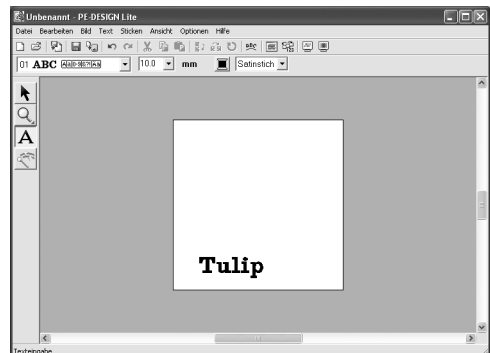 Unbenannt - PE-DESIGN Lite
Datei Bearbeiten Bild Text Sticken Ansicht Optionen Hilfe
01 ABC 10.0 mm Satinstich
A
Tulip
Texteingabe